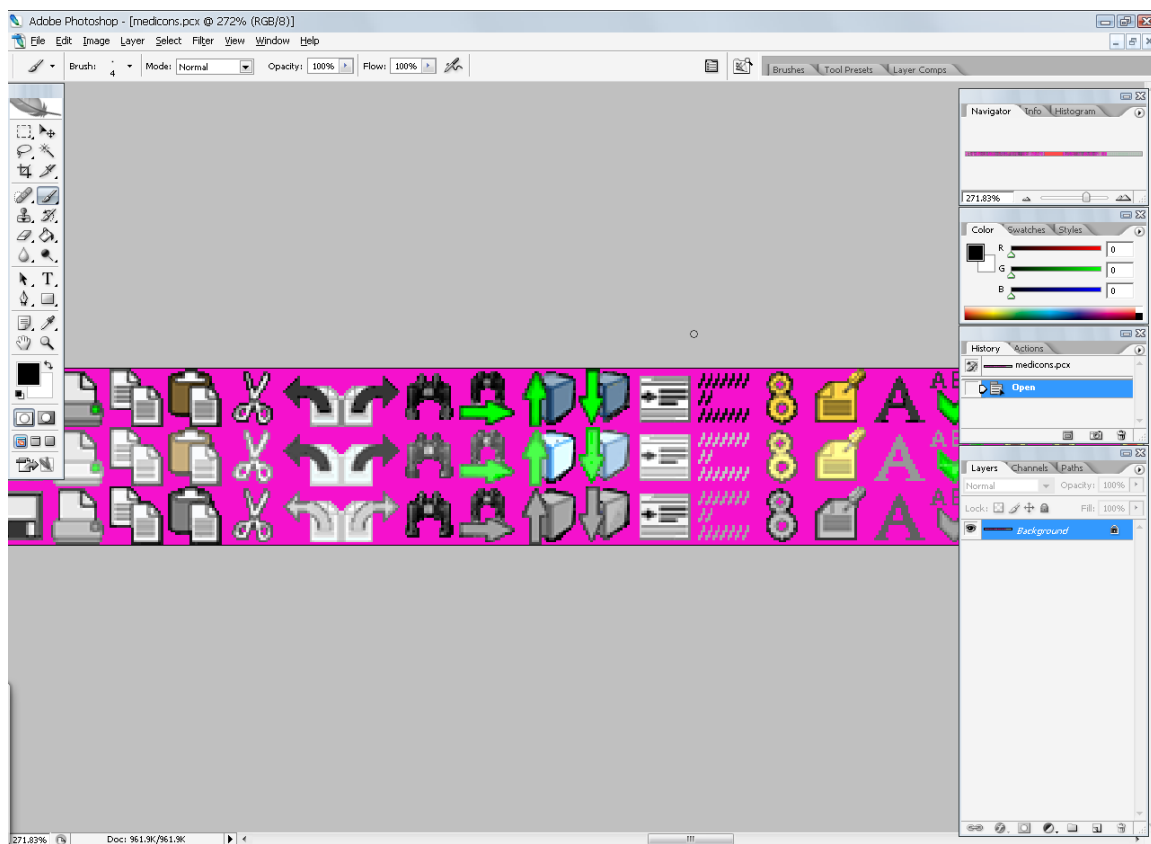 Adobe Photoshop - [medicons.pcx @ 272% (RGB/8)]
File Edit Image Layer Select Filter View Window Help
Brush: 4 Mode: Normal Opacity: 100% Flow: 100% Brushes Tool Presets Layer Comps
Navigator Info Histogram
271.83%
Color Swatches Styles
R 0
G 0
B 0
History Actions
medicons.pcx
Open
A AB
A A
A AB
Layers Channels Paths
Normal Opacity: 100%
Lock: Fill: 100%
Background
271.83% Doc: 961.9K/961.9K